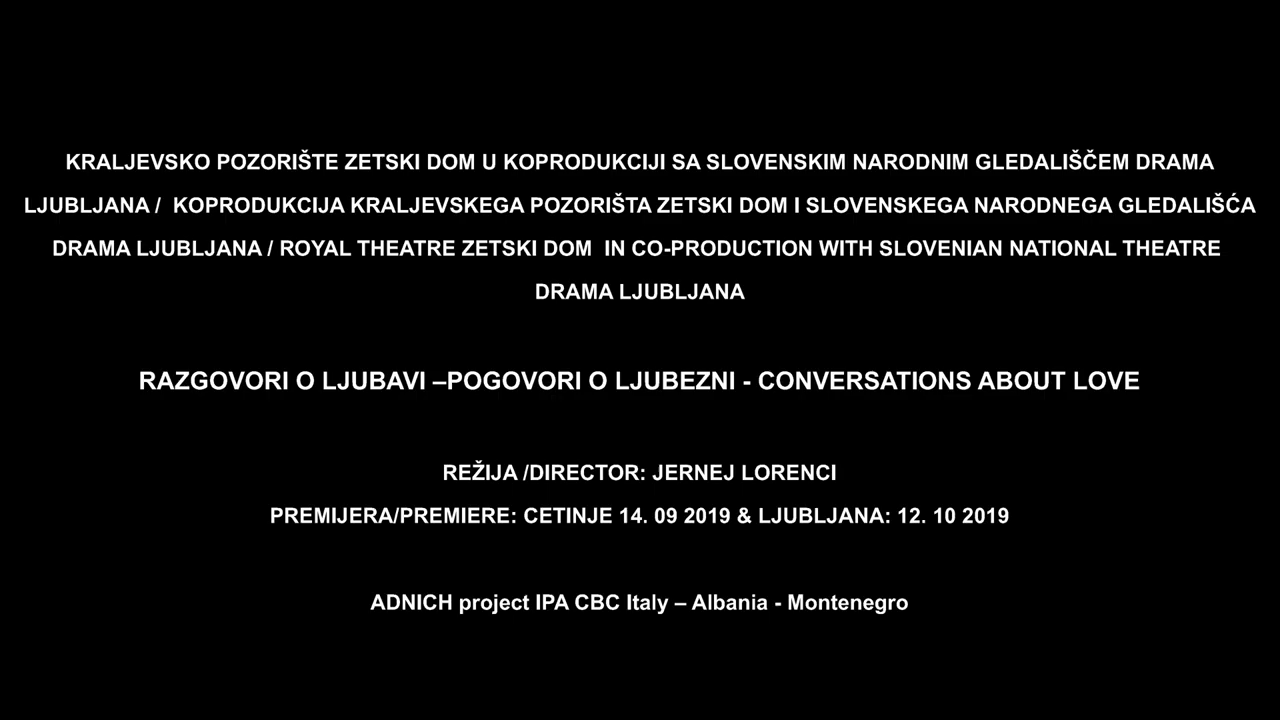 KRALJEVSKO POZORIŠTE ZETSKI DOM U KOPRODUKCIJI SA SLOVENSKIM NARODNIM GLEDALIŠČEM DRAMA
LJUBLJANA /  KOPRODUKCIJA KRALJEVSKEGA POZORIŠTA ZETSKI DOM I SLOVENSKEGA NARODNEGA GLEDALIŠĆA
DRAMA LJUBLJANA / ROYAL THEATRE ZETSKI DOM  IN CO-PRODUCTION WITH SLOVENIAN NATIONAL THEATRE
DRAMA LJUBLJANA
RAZGOVORI O LJUBAVI –POGOVORI O LJUBEZNI - CONVERSATIONS ABOUT LOVE
REŽIJA /DIRECTOR: JERNEJ LORENCI
PREMIJERA/PREMIERE: CETINJE 14. 09 2019 & LJUBLJANA: 12. 10 2019
ADNICH project IPA CBC Italy – Albania - Montenegro